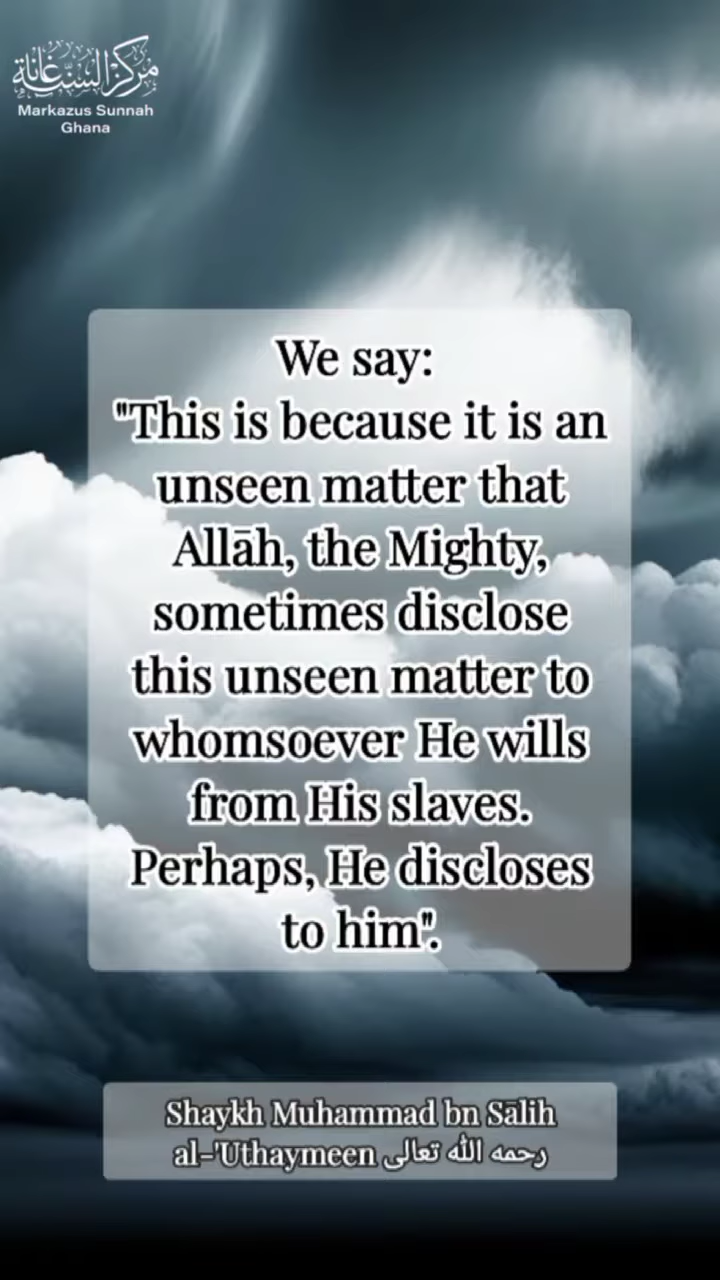 مركز السنة غانة
Markazus Sunnah
Ghana
We say:
"This is because it is an
unseen matter that
Allāh, the Mighty,
sometimes disclose
this unseen matter to
whomsoever He wills
from His slaves.
Perhaps, He discloses
to him".
Shaykh Muhammad bn Sālih
al-'Uthaymeen رحمه الله تعالى